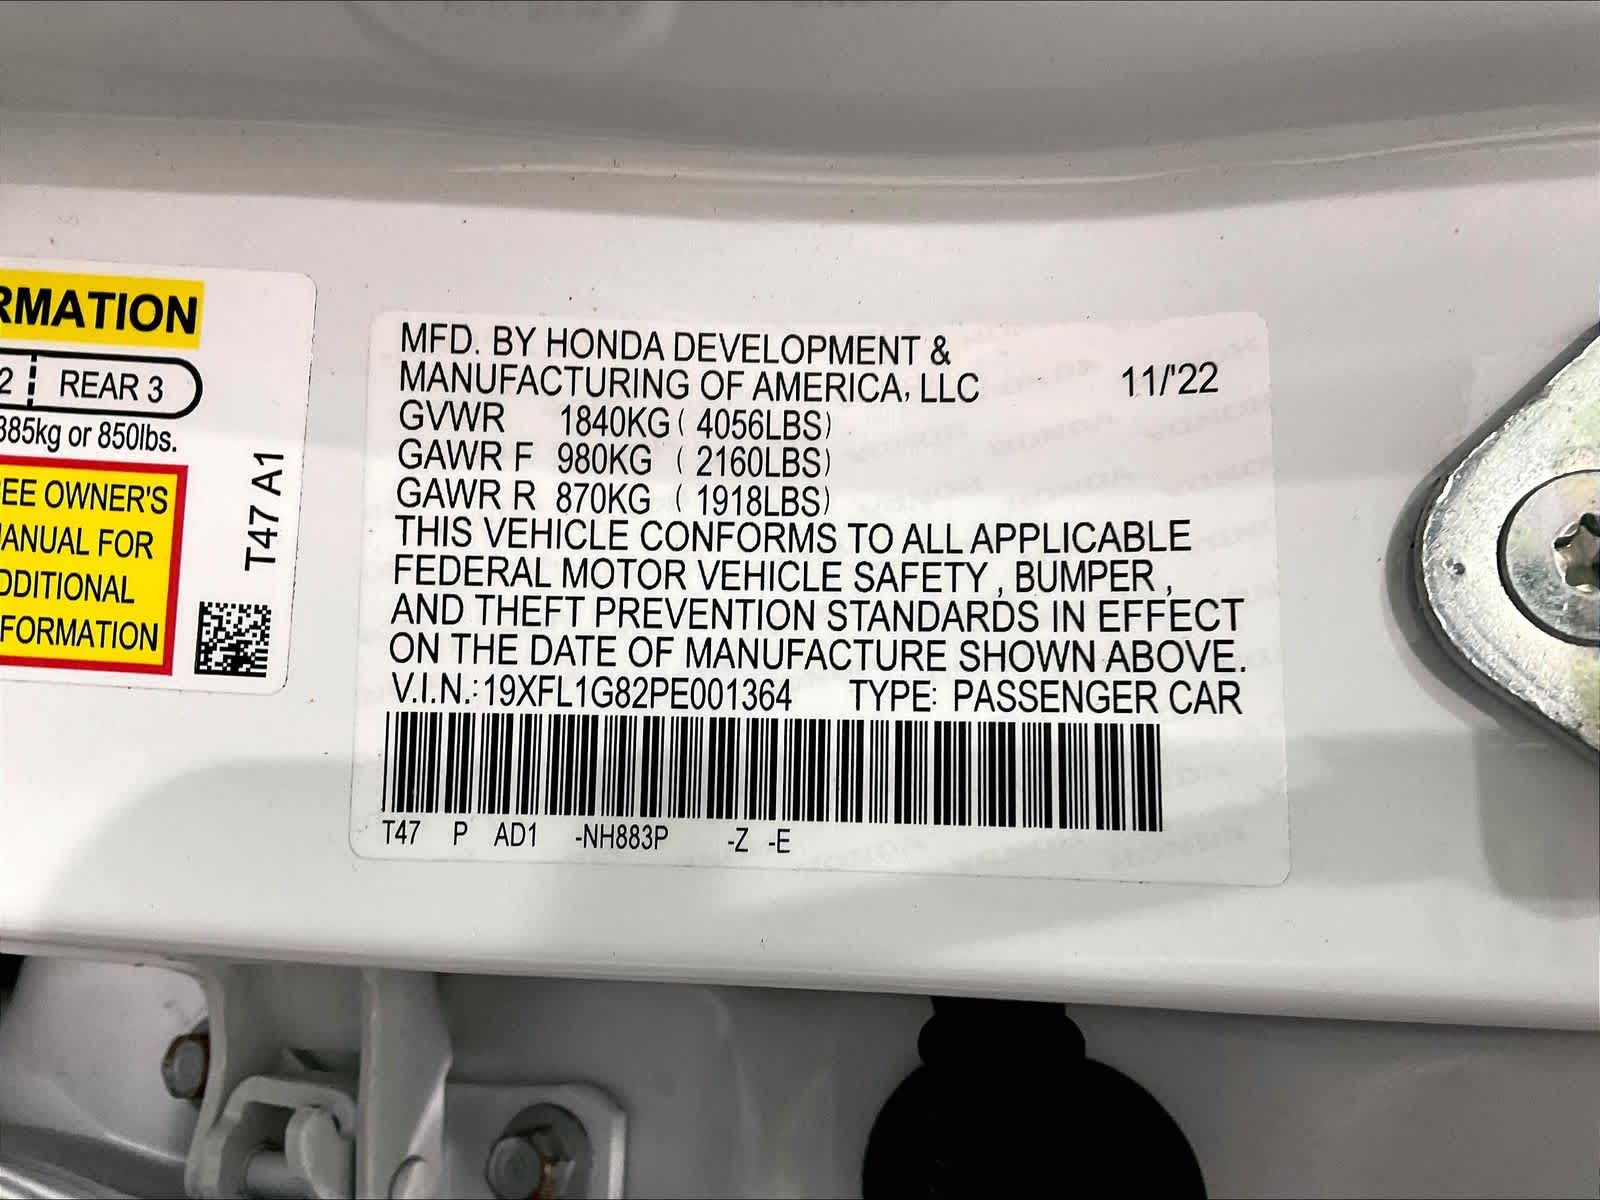 RMATION
2 REAR 3
385kg or 850lbs.
EE OWNER'S
ANUAL FOR
DDITIONAL
FORMATION
T47 A1
MFD. BY HONDA DEVELOPMENT &
MANUFACTURING OF AMERICA, LLC 11/'22
GVWR 1840KG ( 4056LBS)
GAWR F 980KG ( 2160LBS)
GAWR R 870KG ( 1918LBS)
THIS VEHICLE CONFORMS TO ALL APPLICABLE
FEDERAL MOTOR VEHICLE SAFETY , BUMPER ,
AND THEFT PREVENTION STANDARDS IN EFFECT
ON THE DATE OF MANUFACTURE SHOWN ABOVE.
V.I.N.: 19XFL1G82PE001364 TYPE: PASSENGER CAR
T47 P AD1 -NH883P -Z -E